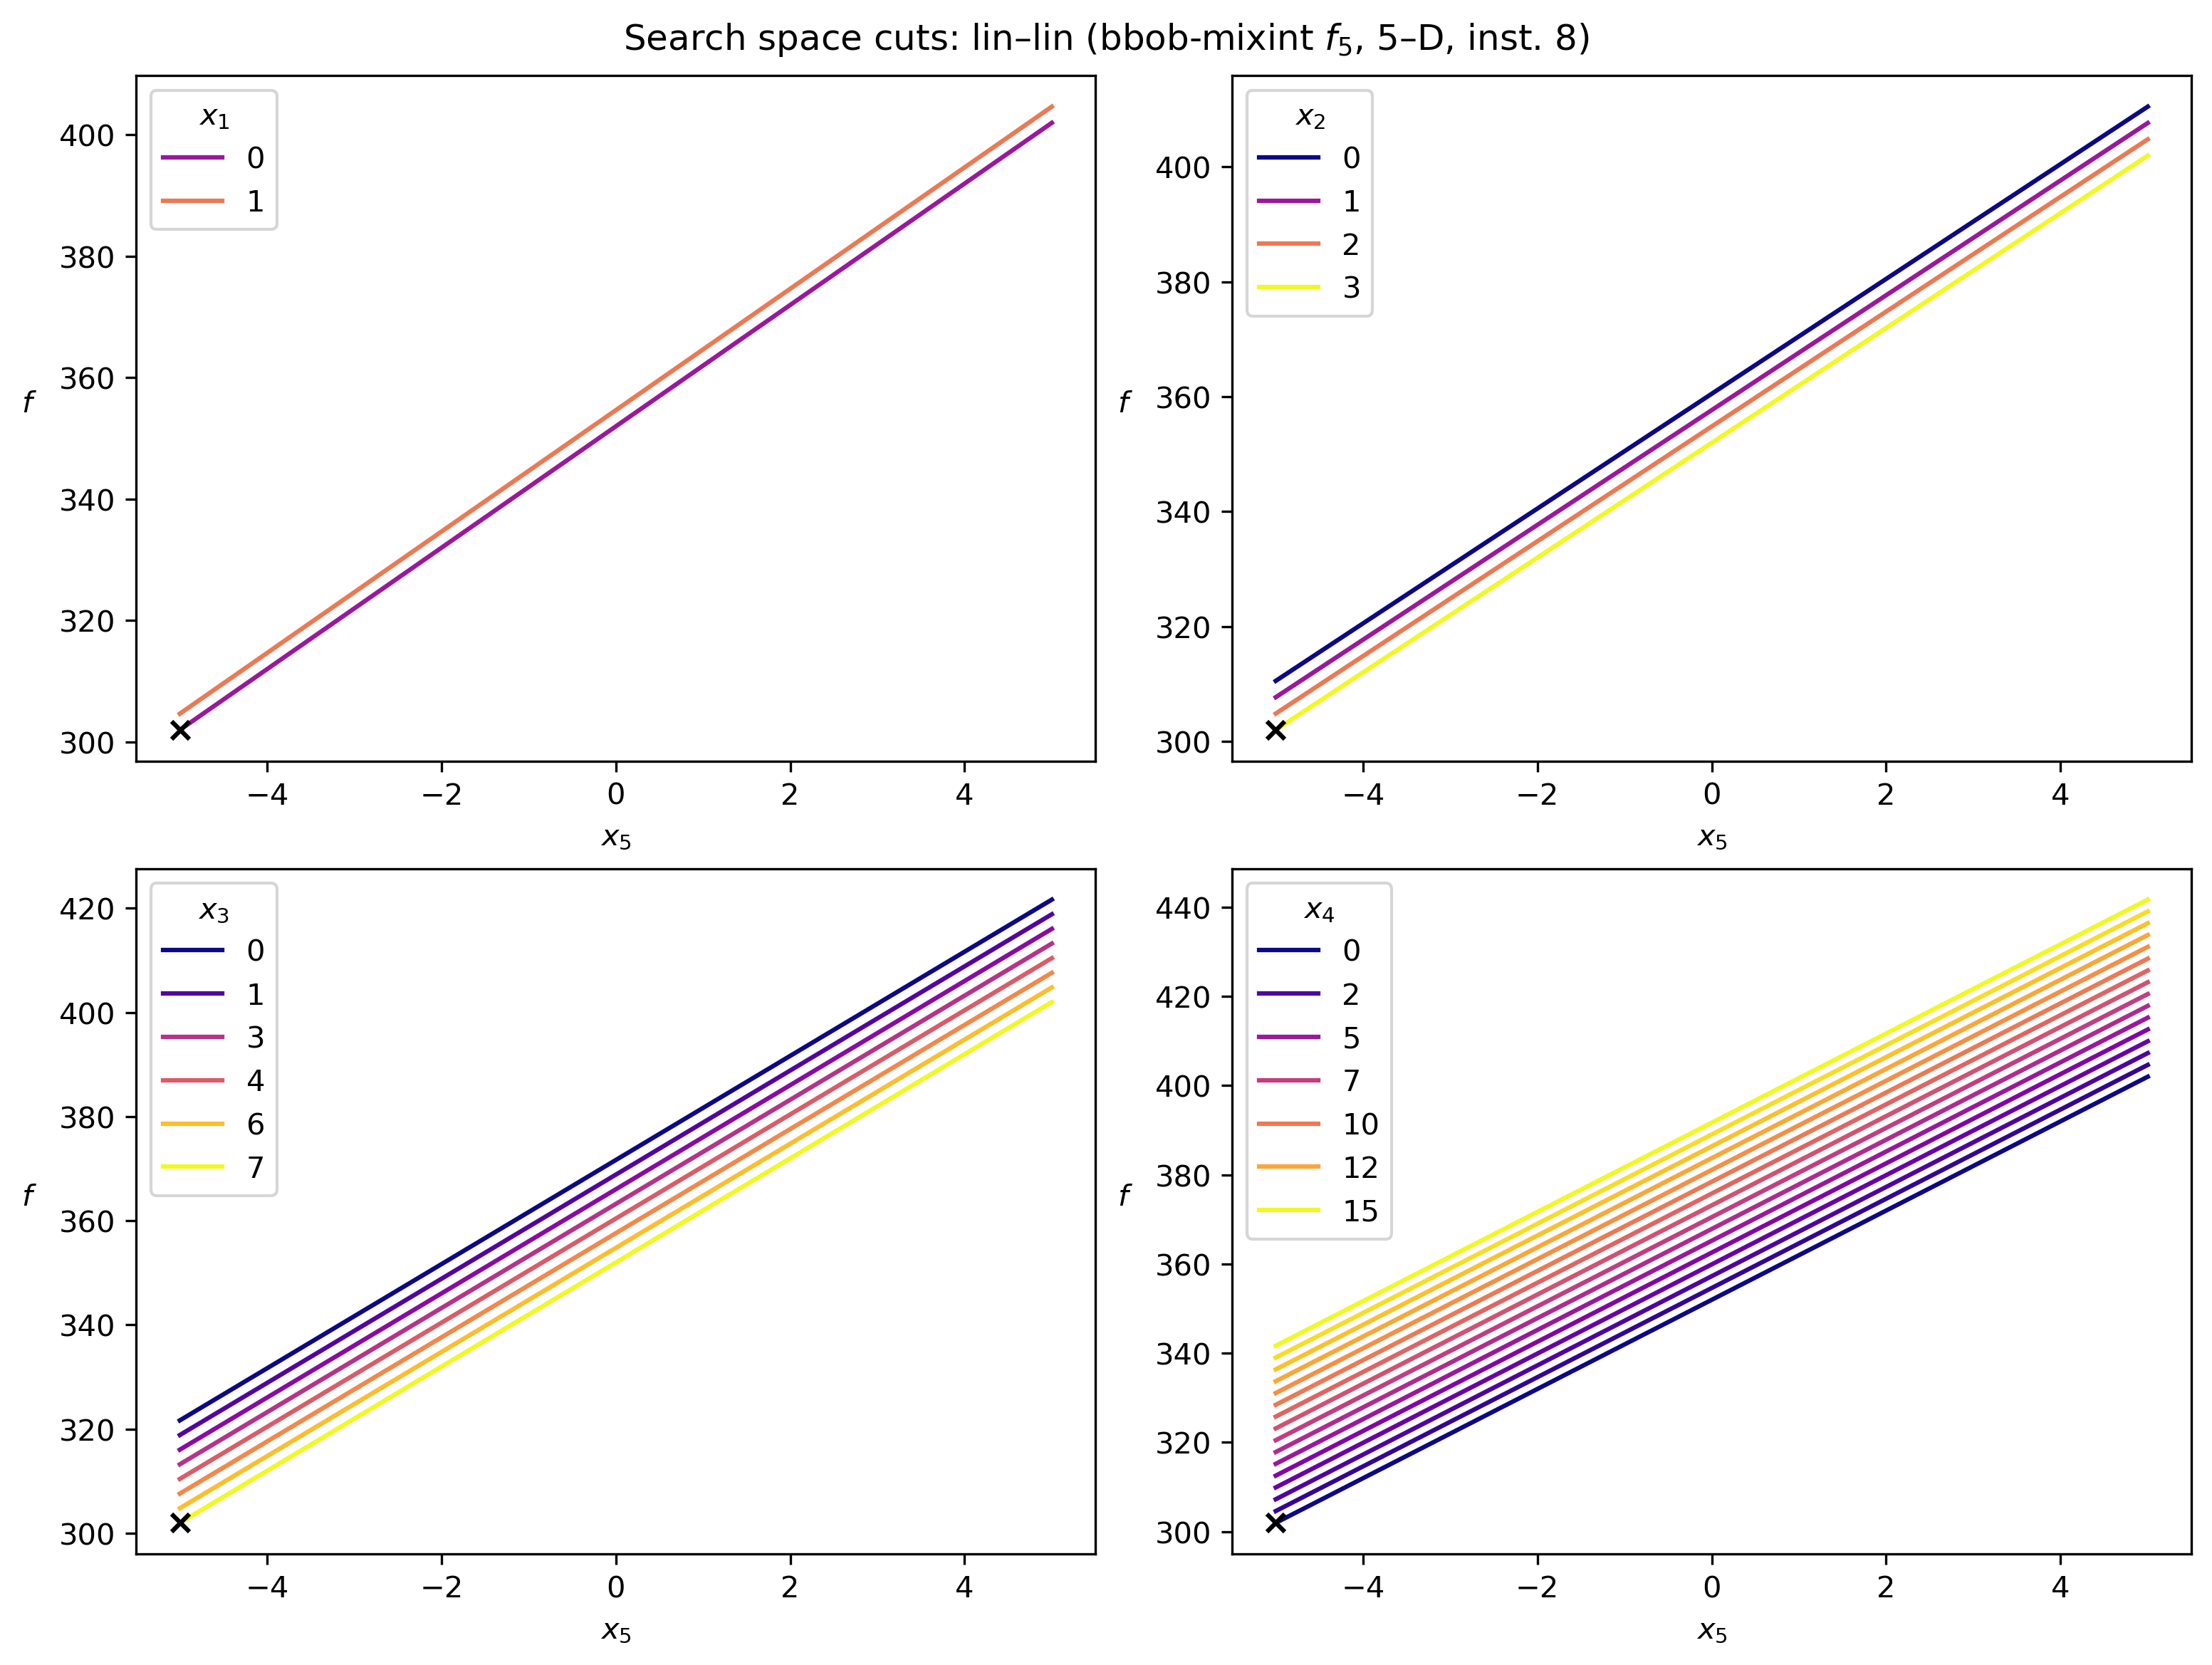 Search space cuts: lin–lin (bbob-mixint f₅, 5–D, inst. 8)
x₁
0
1
400
380
360
340
320
300
f
−4 −2 0 2 4
x₅
x₂
0
1
2
3
400
380
360
340
320
300
f
−4 −2 0 2 4
x₅
x₃
0
1
3
4
6
7
420
400
380
360
340
320
300
f
−4 −2 0 2 4
x₅
x₄
0
2
5
7
10
12
15
440
420
400
380
360
340
320
300
f
−4 −2 0 2 4
x₅